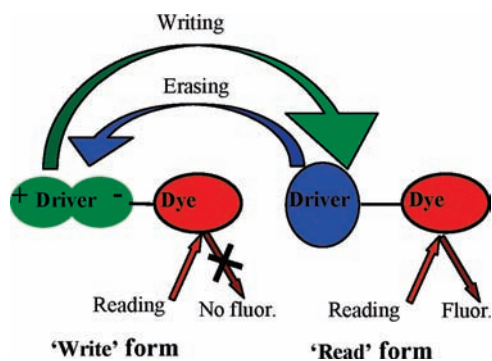 Writing
Erasing
+ Driver - Dye Driver Dye
Reading No fluor. Reading Fluor.
'Write' form 'Read' form